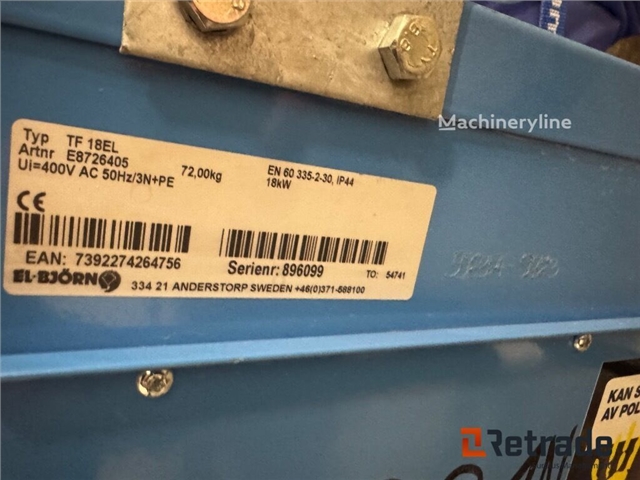 BB
Machineryline
Typ TF 18EL
Artnr E8726405 72,00kg EN 60 335-2-30, IP44
Ui=400V AC 50Hz/3N+PE 18kW
CE
EAN: 7392274264756 Serienr: 896099 TO: 54741
EL-BJÖRN 334 21 ANDERSTORP SWEDEN +46(0)371-588100
KAN S
AV POL
Retrade